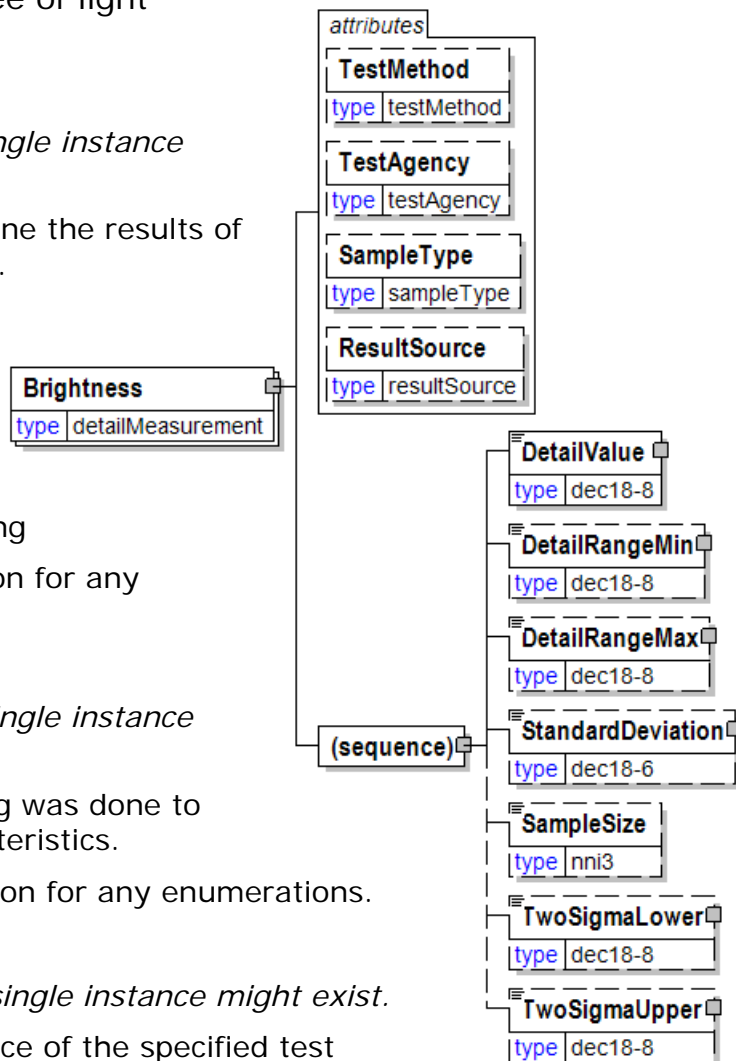 ee of light
ngle instance
ne the results of
.
ng
on for any
ingle instance
g was done to
teristics.
on for any enumerations.
single instance might exist.
ce of the specified test
attributes
TestMethod
type testMethod
TestAgency
type testAgency
SampleType
type sampleType
ResultSource
type resultSource
Brightness
type detailMeasurement
(sequence)
DetailValue
type dec18-8
DetailRangeMin
type dec18-8
DetailRangeMax
type dec18-8
StandardDeviation
type dec18-6
SampleSize
type nni3
TwoSigmaLower
type dec18-8
TwoSigmaUpper
type dec18-8